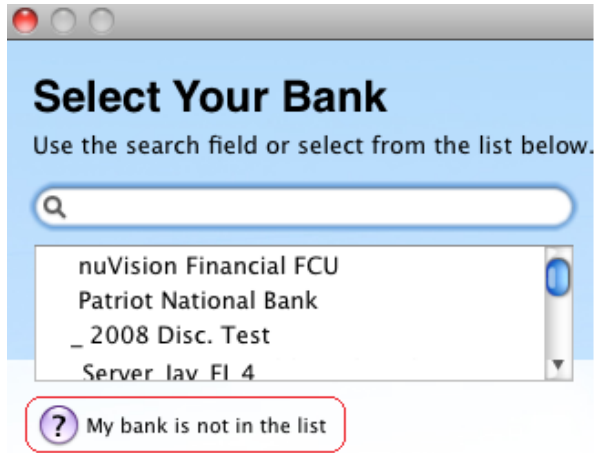 Select Your Bank
Use the search field or select from the list below.
nuVision Financial FCU
Patriot National Bank
_ 2008 Disc. Test
_Server_Jay_FI_4
? My bank is not in the list